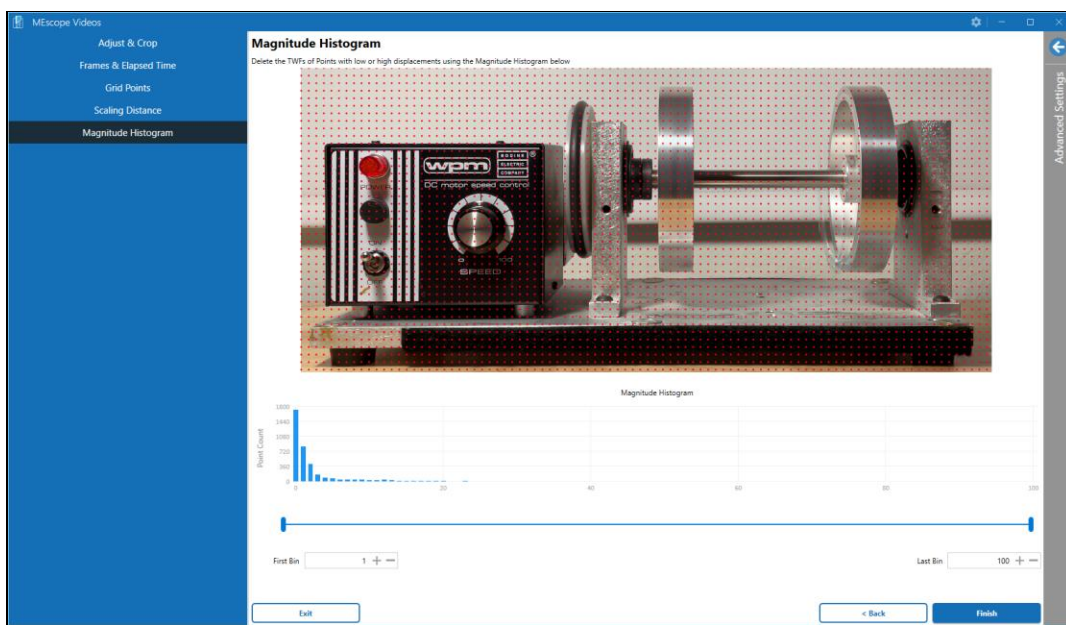 MEscope Videos
Adjust & Crop
Frames & Elapsed Time
Grid Points
Scaling Distance
Magnitude Histogram
Magnitude Histogram
Delete the TWFs of Points with low or high displacements using the Magnitude Histogram below
Advanced Settings
wpm
BODINE
ELECTRIC
COMPANY
®
DC motor speed control
POWER
ON
SPEED
Magnitude Histogram
Point Count
1800
1440
1080
720
360
0
0 20 40 60 80 100
First Bin 1
Last Bin 100
Exit
< Back
Finish